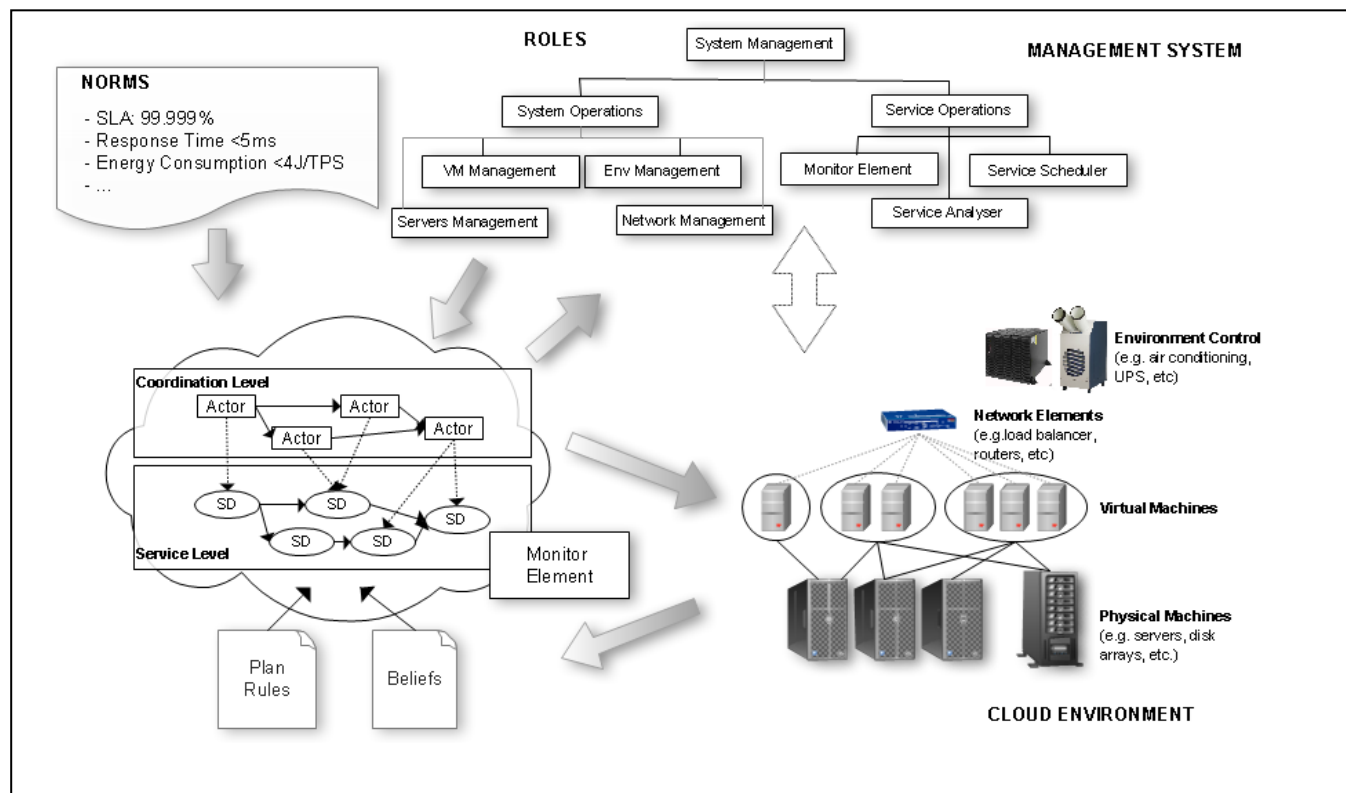 ROLES
System Management
MANAGEMENT SYSTEM
NORMS
- SLA: 99.999%
- Response Time <5ms
- Energy Consumption <4J/TPS
- ...
System Operations
Service Operations
VM Management
Env Management
Monitor Element
Service Scheduler
Servers Management
Network Management
Service Analyser
Environment Control
(e.g. air conditioning,
UPS, etc)
Coordination Level
Actor
Actor
Actor
Actor
Network Elements
(e.g.load balancer,
routers, etc)
SD
SD
SD
SD
SD
Service Level
Virtual Machines
Monitor
Element
Physical Machines
(e.g. servers, disk
arrays, etc.)
Plan
Rules
Beliefs
CLOUD ENVIRONMENT